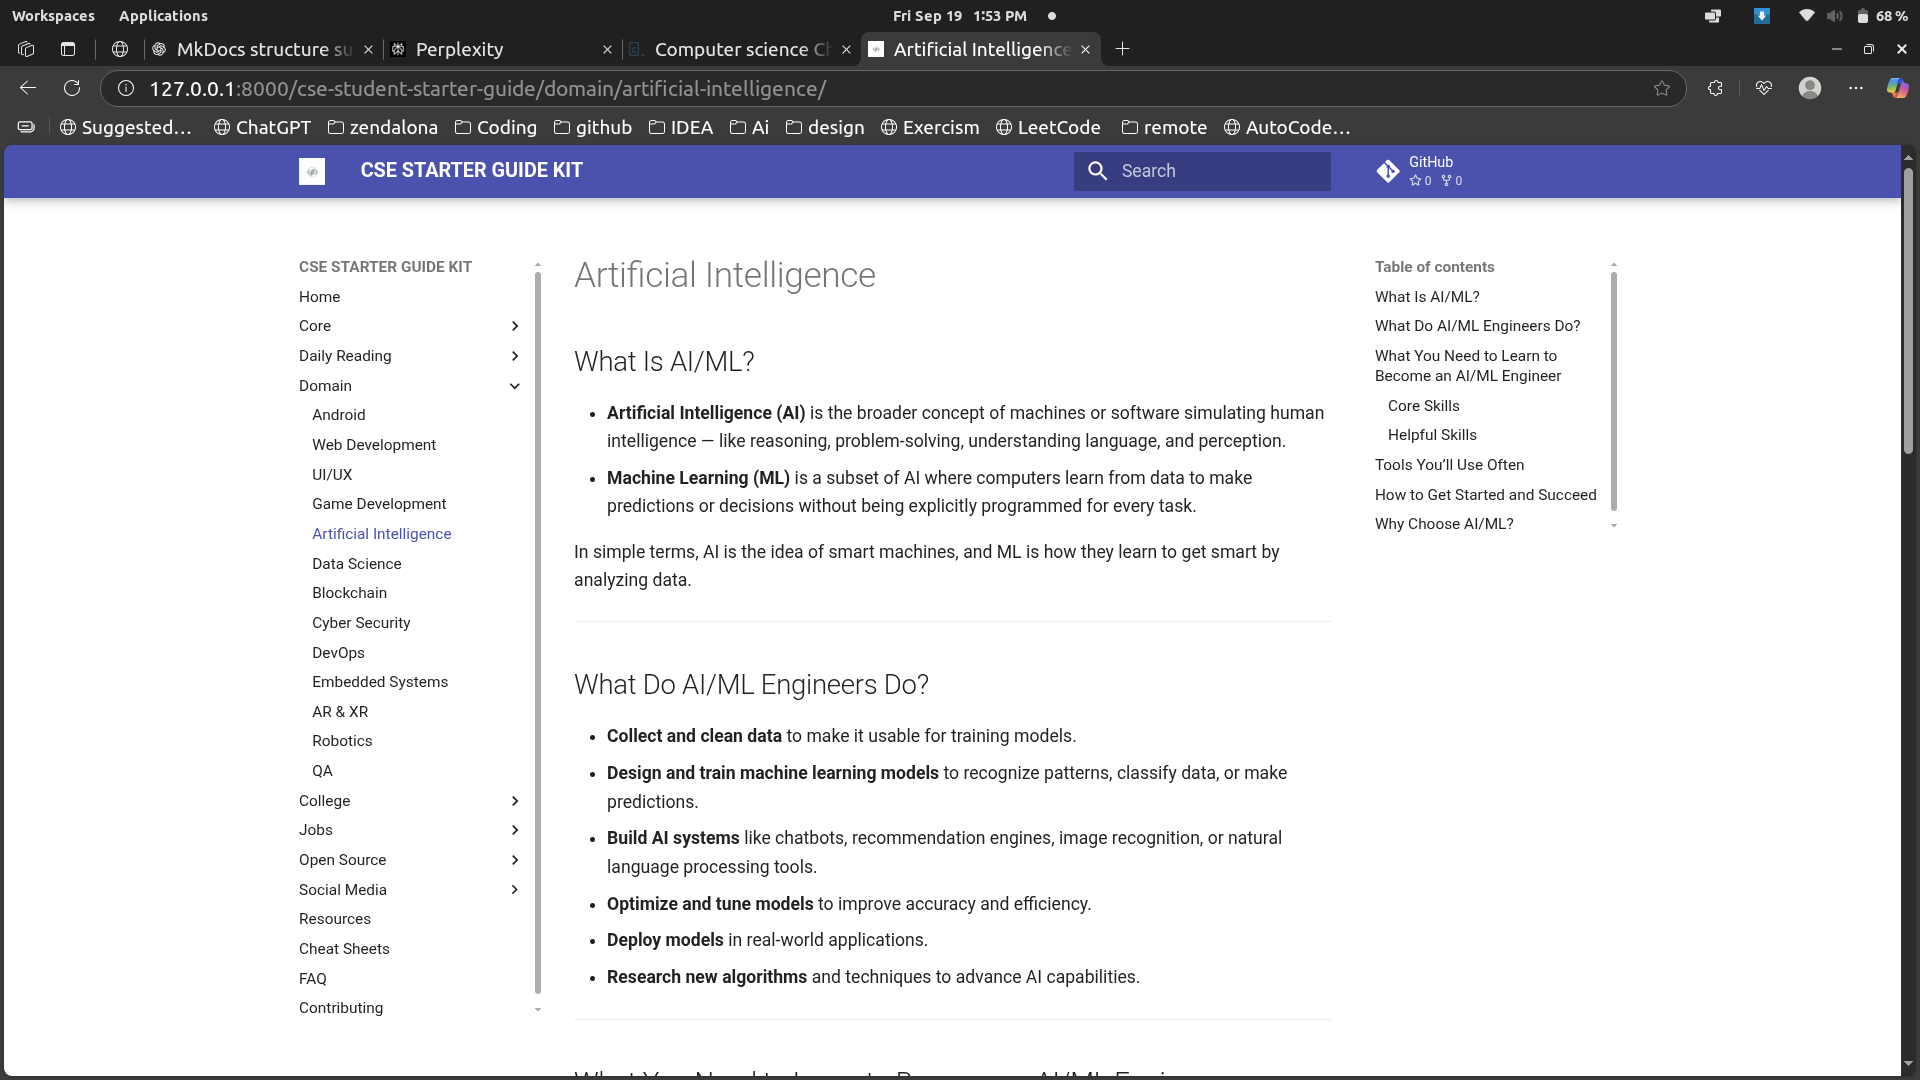 Workspaces Applications Fri Sep 19 1:53 PM 68 %
MkDocs structure su Perplexity Computer science Ch Artificial Intelligence
127.0.0.1:8000/cse-student-starter-guide/domain/artificial-intelligence/
Suggested... ChatGPT zendalona Coding github IDEA Ai design Exercism LeetCode remote AutoCode...
CSE STARTER GUIDE KIT Search GitHub
0 0
CSE STARTER GUIDE KIT
Home
Core
Daily Reading
Domain
Android
Web Development
UI/UX
Game Development
Artificial Intelligence
Data Science
Blockchain
Cyber Security
DevOps
Embedded Systems
AR & XR
Robotics
QA
College
Jobs
Open Source
Social Media
Resources
Cheat Sheets
FAQ
Contributing
Artificial Intelligence
What Is AI/ML?
• Artificial Intelligence (AI) is the broader concept of machines or software simulating human
intelligence — like reasoning, problem-solving, understanding language, and perception.
• Machine Learning (ML) is a subset of AI where computers learn from data to make
predictions or decisions without being explicitly programmed for every task.
In simple terms, AI is the idea of smart machines, and ML is how they learn to get smart by
analyzing data.
What Do AI/ML Engineers Do?
• Collect and clean data to make it usable for training models.
• Design and train machine learning models to recognize patterns, classify data, or make
predictions.
• Build AI systems like chatbots, recommendation engines, image recognition, or natural
language processing tools.
• Optimize and tune models to improve accuracy and efficiency.
• Deploy models in real-world applications.
• Research new algorithms and techniques to advance AI capabilities.
Table of contents
What Is AI/ML?
What Do AI/ML Engineers Do?
What You Need to Learn to
Become an AI/ML Engineer
Core Skills
Helpful Skills
Tools You’ll Use Often
How to Get Started and Succeed
Why Choose AI/ML?